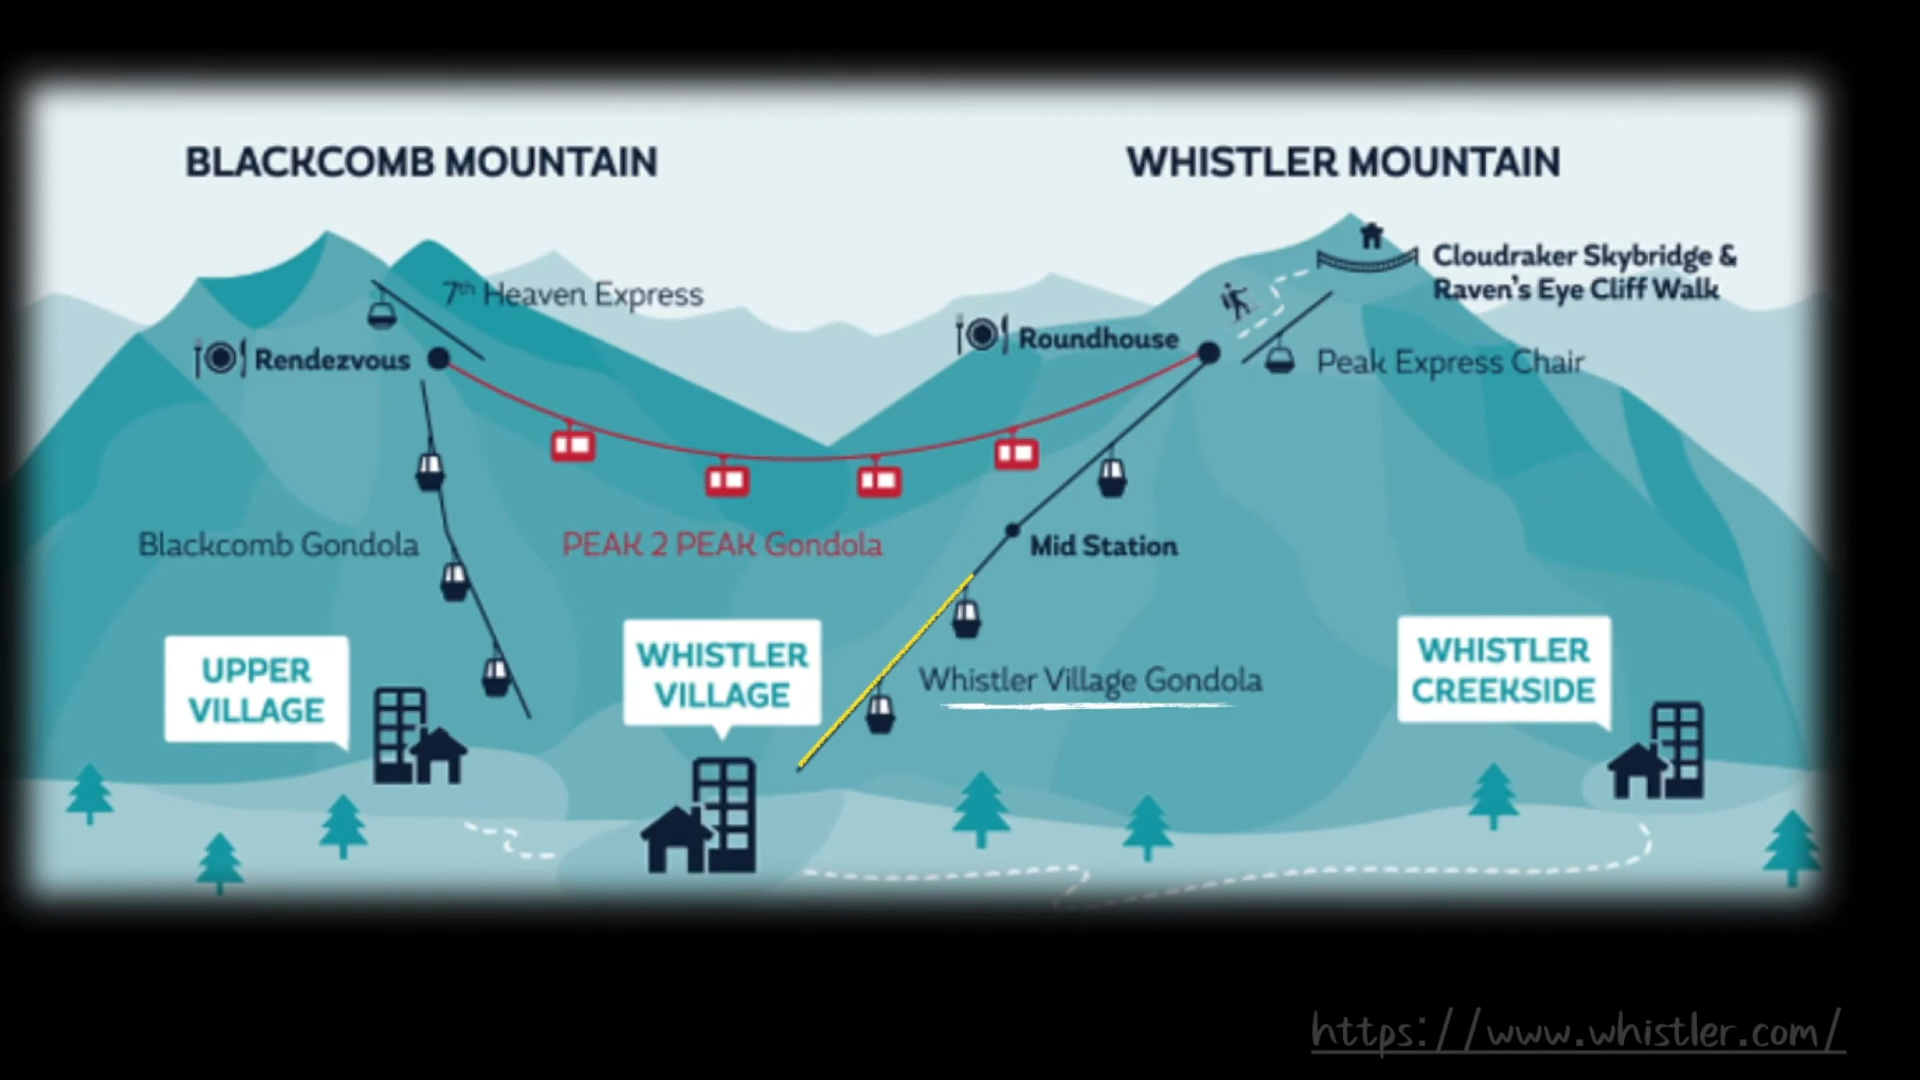 BLACKCOMB MOUNTAIN
WHISTLER MOUNTAIN
Cloudraker Skybridge &
Raven's Eye Cliff Walk
7th Heaven Express
Rendezvous
Roundhouse
Peak Express Chair
Blackcomb Gondola
PEAK 2 PEAK Gondola
Mid Station
UPPER
VILLAGE
WHISTLER
VILLAGE
Whistler Village Gondola
WHISTLER
CREEKSIDE
https://www.whistler.com/